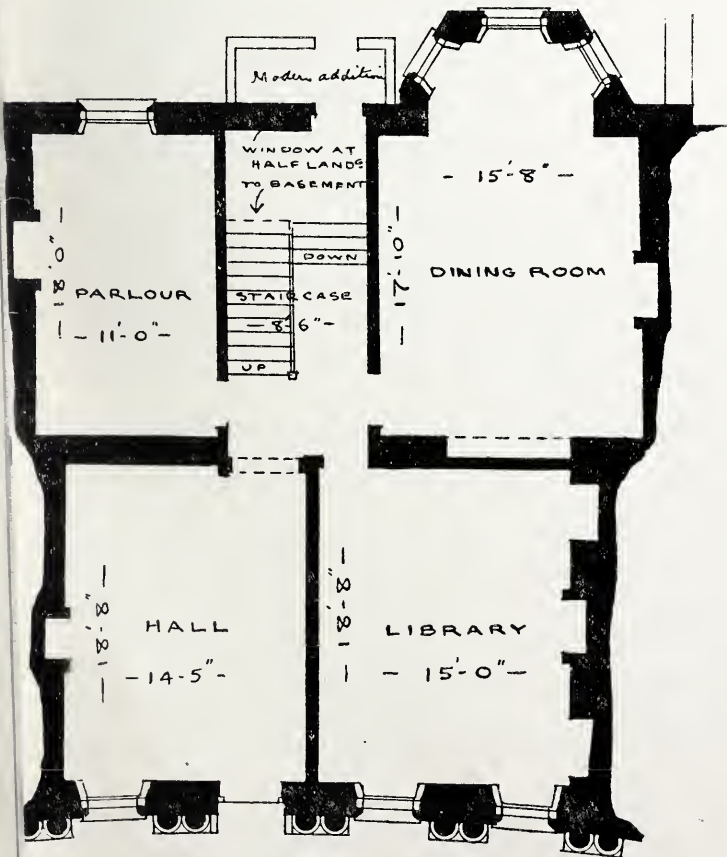 Modern addition
WINDOW AT
HALF LANDG
TO BASEMENT
- 15'-8" -
DOWN
DINING ROOM
- 17'-10" -
- 18'-0" -
PARLOUR
- 11'-0" -
STAIRCASE
- 8'-6" -
UP
HALL
- 18'-8" -
- 14-5" -
LIBRARY
- 18'-8" -
- 15'-0" -